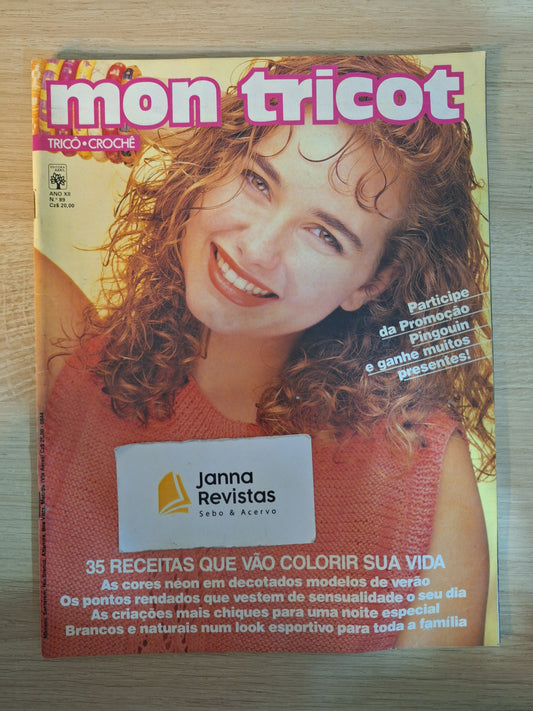 mon tricot
TRICÔ • CROCHÊ
EDITORA
ABRIL
ANO XII
N.º 89
Cz$ 20,00
Participe
da Promoção
Pingouin
e ganhe muitos
presentes!
Janna
Revistas
Sebo & Acervo
35 RECEITAS QUE VÃO COLORIR SUA VIDA
As cores néon em decotados modelos de verão
Os pontos rendados que vestem de sensualidade o seu dia
As criações mais chiques para uma noite especial
Brancos e naturais num look esportivo para toda a família